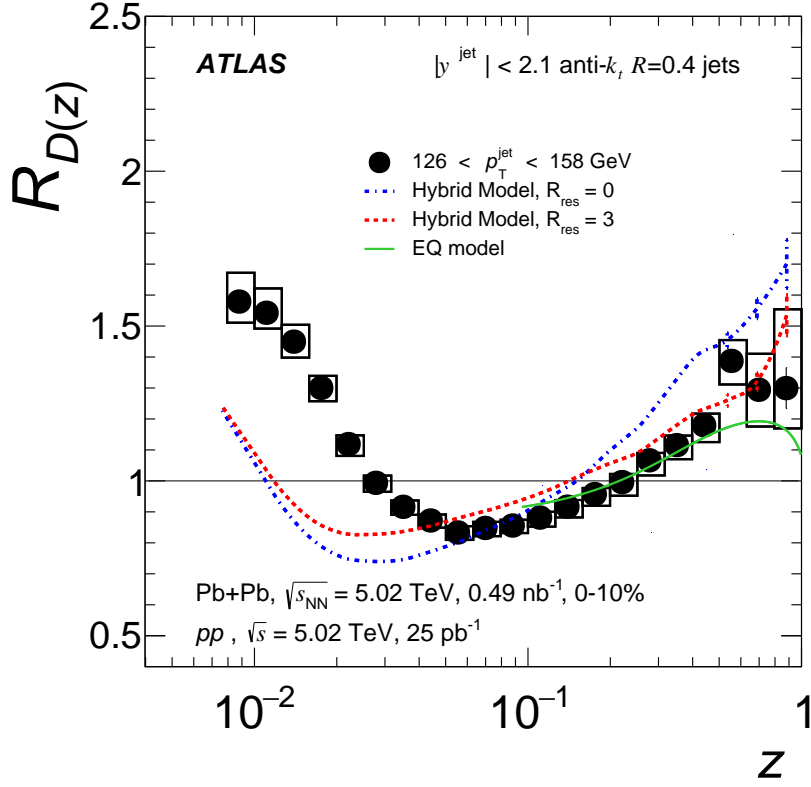 2.5
ATLAS
|y jet | < 2.1 anti-kt R=0.4 jets
RD(z)
2
126 < pTjet < 158 GeV
Hybrid Model, Rres = 0
Hybrid Model, Rres = 3
EQ model
1.5
1
Pb+Pb, √sNN = 5.02 TeV, 0.49 nb-1, 0-10%
0.5
pp , √s = 5.02 TeV, 25 pb-1
10−2
10−1
1
z